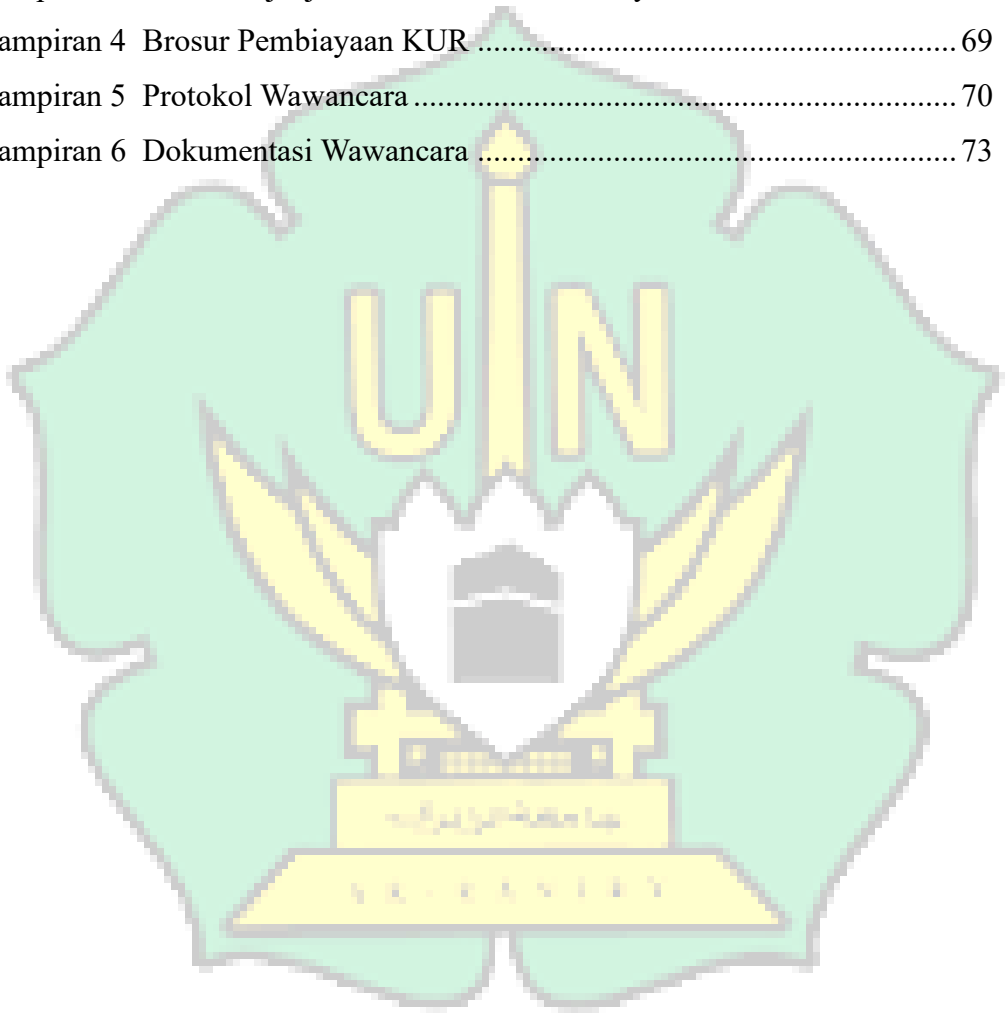 ampiran 4 Brosur Pembiayaan KUR ........................................................... 69
ampiran 5 Protokol Wawancara ................................................................... 70
ampiran 6 Dokumentasi Wawancara ........................................................... 73
UIN